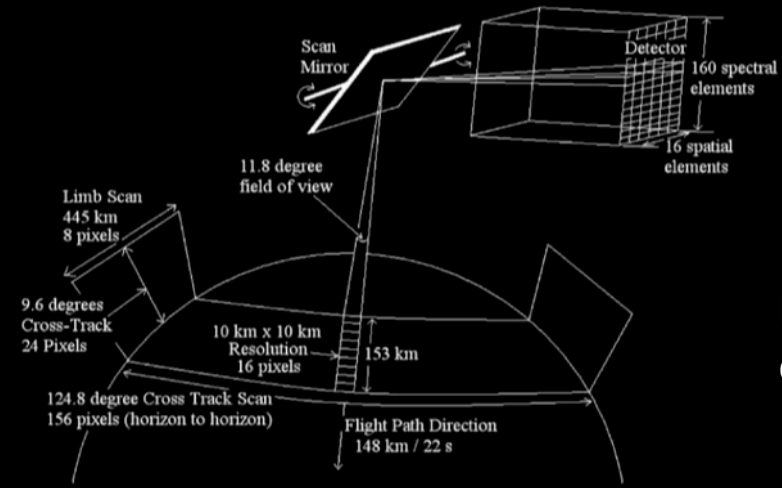 Scan
Mirror
Detector
160 spectral
elements
16 spatial
elements
11.8 degree
field of view
Limb Scan
445 km
8 pixels
9.6 degrees
Cross-Track
24 Pixels
10 km x 10 km
Resolution
16 pixels
153 km
124.8 degree Cross Track Scan
156 pixels (horizon to horizon)
Flight Path Direction
148 km / 22 s